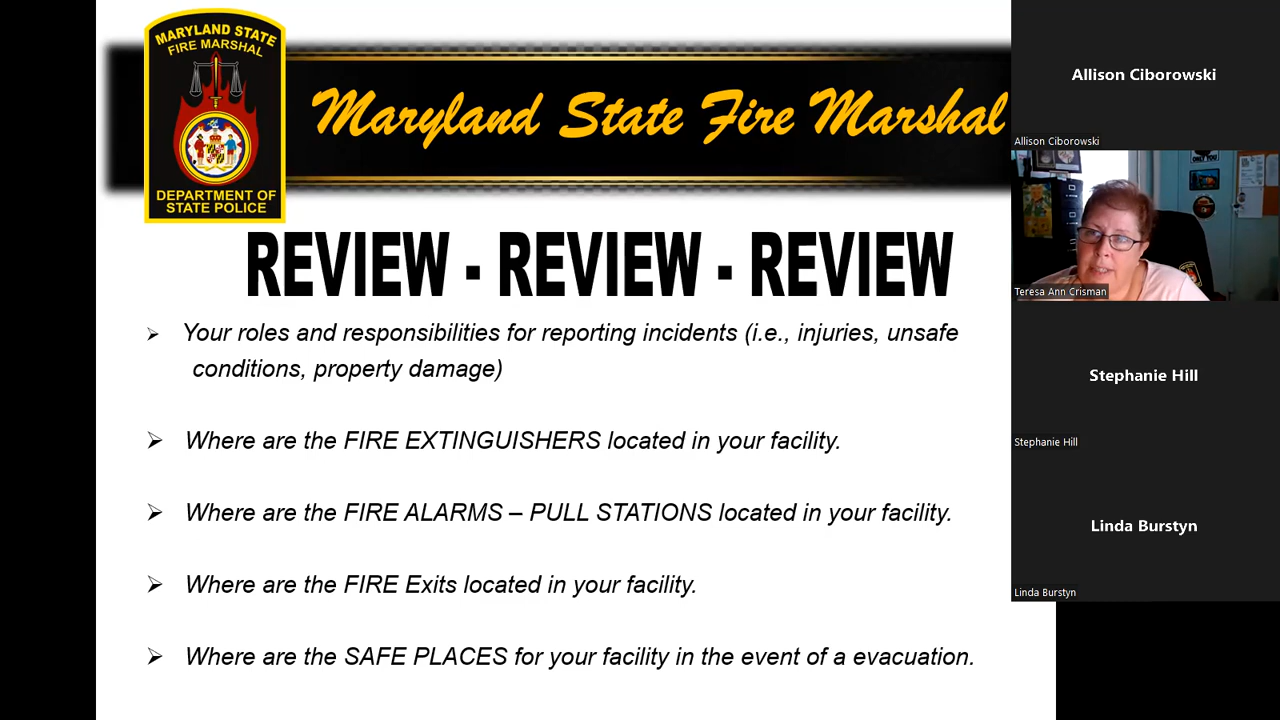 MARYLAND STATE
FIRE MARSHAL
DEPARTMENT OF
STATE POLICE
Maryland State Fire Marshal
REVIEW - REVIEW - REVIEW
Your roles and responsibilities for reporting incidents (i.e., injuries, unsafe
conditions, property damage)
Where are the FIRE EXTINGUISHERS located in your facility.
Where are the FIRE ALARMS – PULL STATIONS located in your facility.
Where are the FIRE Exits located in your facility.
Where are the SAFE PLACES for your facility in the event of a evacuation.
Allison Ciborowski
Allison Ciborowski
ONLY YOU
Teresa Ann Crisman
Stephanie Hill
Stephanie Hill
Linda Burstyn
Linda Burstyn